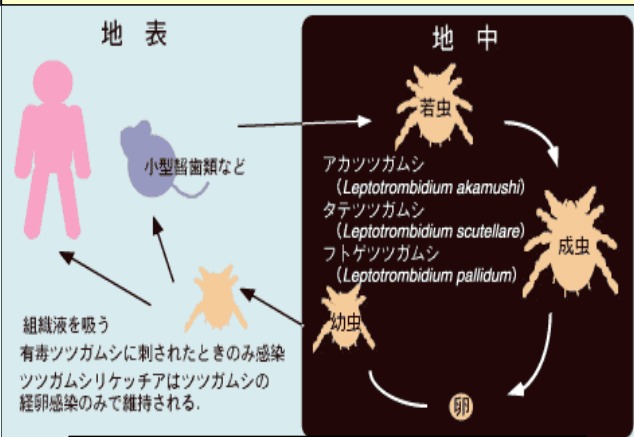 地 表
地 中
若虫
小型齧歯類など
アカツツガムシ
（Leptotrombidium akamushi）
タテツツガムシ
（Leptotrombidium scutellare）
フトゲツツガムシ
（Leptotrombidium pallidum）
成虫
幼虫
卵
組織液を吸う
有毒ツツガムシに刺されたときのみ感染
ツツガムシリケッチアはツツガムシの
経卵感染のみで維持される.